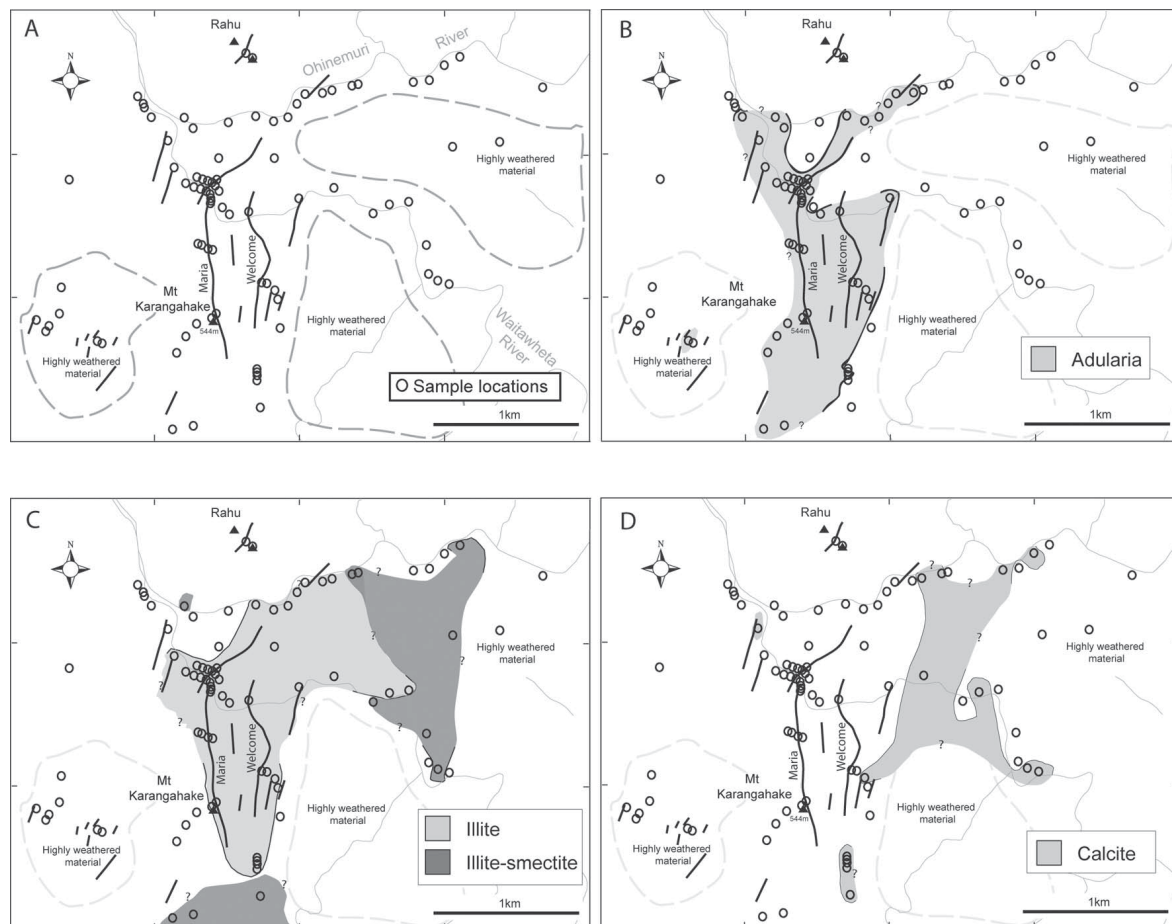 A
Rahu
N
Ohinemuri
River
Highly weathered
material
Maria
Welcome
Mt
Karangahake
544m
Highly weathered
material
Highly weathered
material
Waitawheta
River
O Sample locations
1km
B
Rahu
N
?
?
?
?
Highly weathered
material
Maria
Welcome
?
Mt
Karangahake
544m
Highly weathered
material
Highly weathered
material
?
?
Adularia
1km
C
Rahu
N
?
?
?
?
Highly weathered
material
?
?
?
?
Maria
Welcome
Mt
Karangahake
Highly weathered
material
Highly weathered
material
?
?
Illite
Illite-smectite
1km
D
Rahu
N
?
?
Highly weathered
material
?
?
Maria
Welcome
Mt
Karangahake
544m
Highly weathered
material
Highly weathered
material
?
Calcite
1km